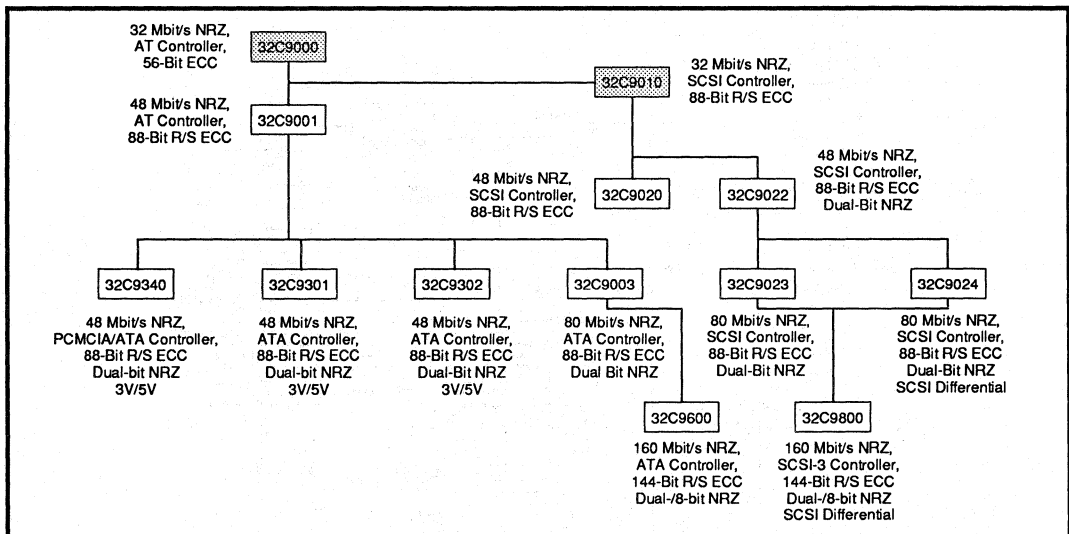 32 Mbit/s NRZ,
AT Controller,
56-Bit ECC
32C9000
32C9010
32 Mbit/s NRZ,
SCSI Controller,
88-Bit R/S ECC
48 Mbit/s NRZ,
AT Controller,
88-Bit R/S ECC
32C9001
48 Mbit/s NRZ,
SCSI Controller,
88-Bit R/S ECC
32C9020
32C9022
48 Mbit/s NRZ,
SCSI Controller,
88-Bit R/S ECC
Dual-Bit NRZ
32C9340
48 Mbit/s NRZ,
PCMCIA/ATA Controller,
88-Bit R/S ECC
Dual-bit NRZ
3V/5V
32C9301
48 Mbit/s NRZ,
ATA Controller,
88-Bit R/S ECC
Dual-bit NRZ
3V/5V
32C9302
48 Mbit/s NRZ,
ATA Controller,
88-Bit R/S ECC
Dual-Bit NRZ
3V/5V
32C9003
80 Mbit/s NRZ,
ATA Controller,
88-Bit R/S ECC
Dual Bit NRZ
32C9023
80 Mbit/s NRZ,
SCSI Controller,
88-Bit R/S ECC
Dual-Bit NRZ
32C9024
80 Mbit/s NRZ,
SCSI Controller,
88-Bit R/S ECC
Dual-Bit NRZ
SCSI Differential
32C9600
160 Mbit/s NRZ,
ATA Controller,
144-Bit R/S ECC
Dual-/8-bit NRZ
32C9800
160 Mbit/s NRZ,
SCSI-3 Controller,
144-Bit R/S ECC
Dual-/8-bit NRZ
SCSI Differential